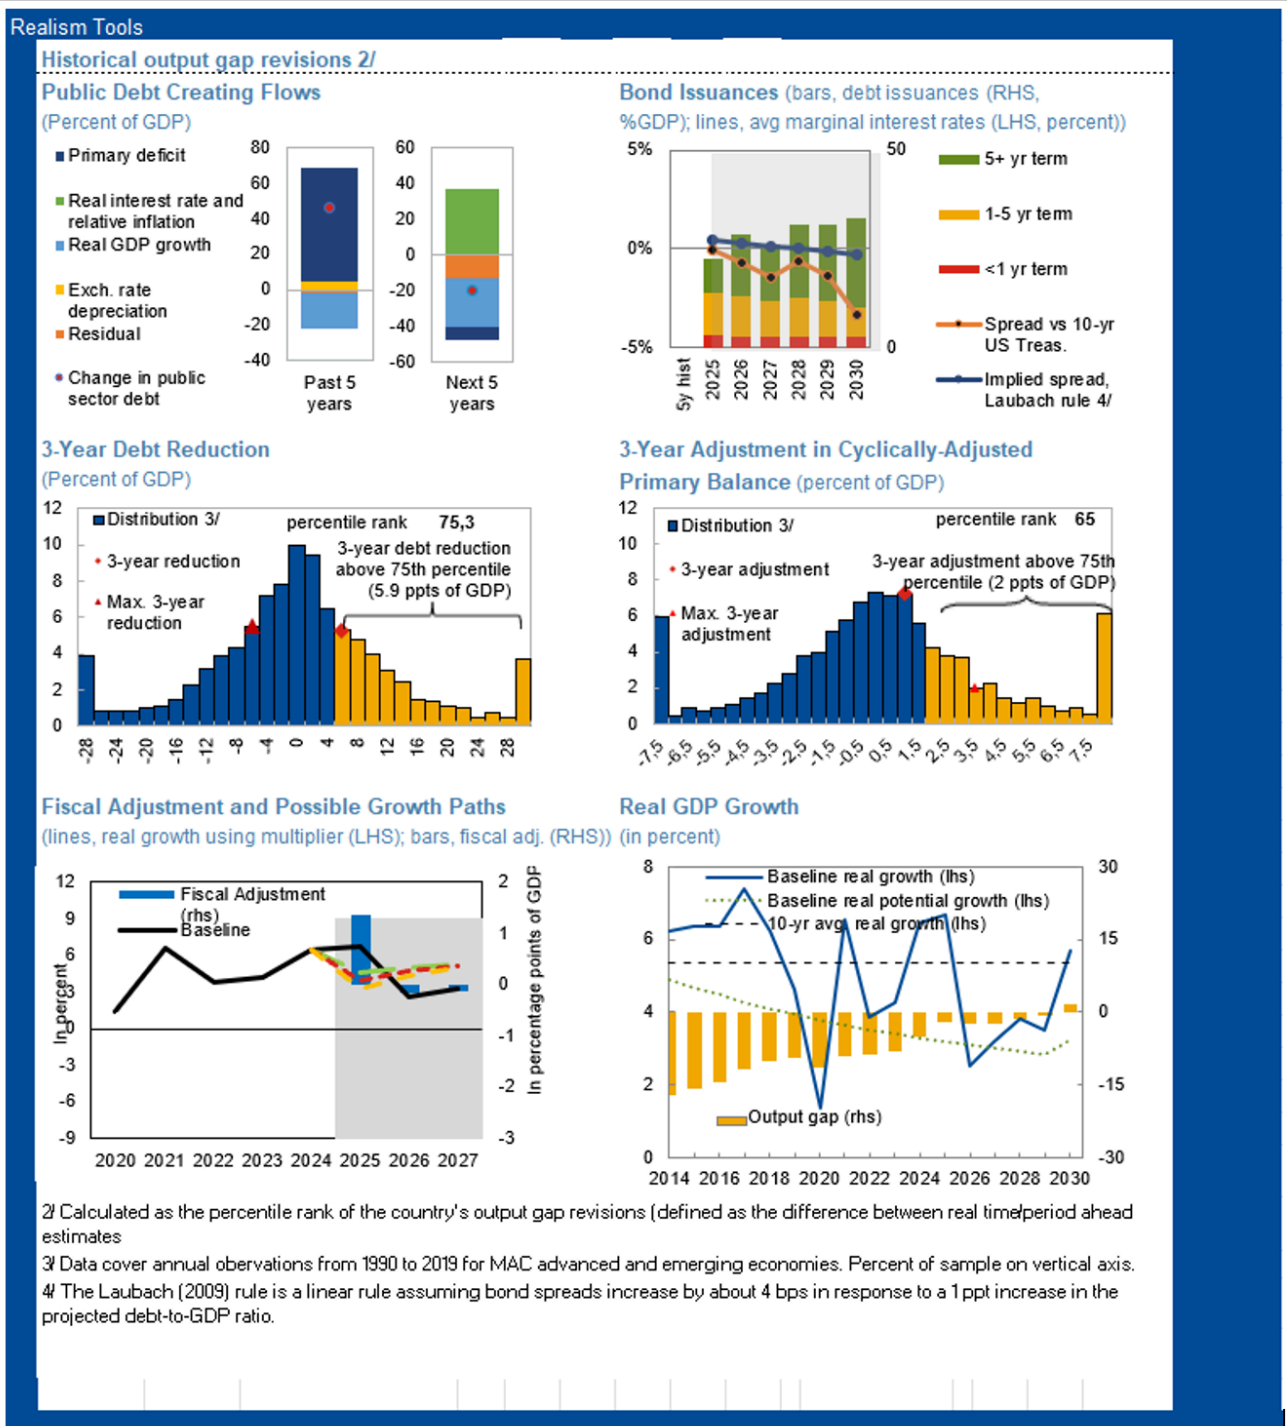 Realism Tools
Historical output gap revisions 2/
Public Debt Creating Flows
(Percent of GDP)
Primary deficit
Real interest rate and
relative inflation
Real GDP growth
Exch. rate
depreciation
Residual
Change in public
sector debt
80
60
40
20
0
-20
-40
Past 5
years
60
40
20
0
-20
-40
-60
Next 5
years
Bond Issuances (bars, debt issuances (RHS,
%GDP); lines, avg marginal interest rates (LHS, percent))
5%
0%
-5%
50
0
5y hist
2025
2026
2027
2028
2029
2030
5+ yr term
1-5 yr term
<1 yr term
Spread vs 10-yr
US Treas.
Implied spread,
Laubach rule 4/
3-Year Debt Reduction
(Percent of GDP)
12
10
8
6
4
2
0
Distribution 3/
3-year reduction
Max. 3-year
reduction
percentile rank 75,3
3-year debt reduction
above 75th percentile
(5.9 ppts of GDP)
-28
-24
-20
-16
-12
-8
-4
0
4
8
12
16
20
24
28
3-Year Adjustment in Cyclically-Adjusted
Primary Balance (percent of GDP)
12
10
8
6
4
2
0
Distribution 3/
3-year adjustment
Max. 3-year
adjustment
percentile rank 65
3-year adjustment above 75th
percentile (2 ppts of GDP)
-7,5
-6,5
-5,5
-4,5
-3,5
-2,5
-1,5
-0,5
0,5
1,5
2,5
3,5
4,5
5,5
6,5
7,5
Fiscal Adjustment and Possible Growth Paths
(lines, real growth using multiplier (LHS); bars, fiscal adj. (RHS))
In percent
12
9
6
3
0
-3
-6
-9
Fiscal Adjustment
(rhs)
Baseline
2
1
0
-1
-2
-3
In percentage points of GDP
2020 2021 2022 2023 2024 2025 2026 2027
Real GDP Growth
(in percent)
8
6
4
2
0
Baseline real growth (lhs)
Baseline real potential growth (lhs)
10-yr avg. real growth (lhs)
Output gap (rhs)
30
15
0
-15
-30
2014 2016 2018 2020 2022 2024 2026 2028 2030
2/ Calculated as the percentile rank of the country's output gap revisions (defined as the difference between real time/period ahead
estimates
3/ Data cover annual obervations from 1990 to 2019 for MAC advanced and emerging economies. Percent of sample on vertical axis.
4/ The Laubach (2009) rule is a linear rule assuming bond spreads increase by about 4 bps in response to a 1 ppt increase in the
projected debt-to-GDP ratio.